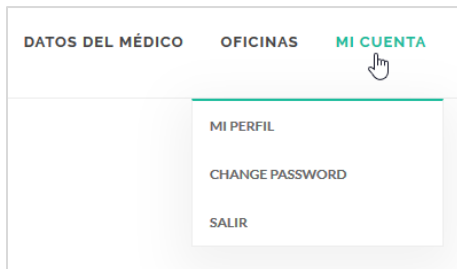 DATOS DEL MÉDICO OFICINAS MI CUENTA
MI PERFIL
CHANGE PASSWORD
SALIR